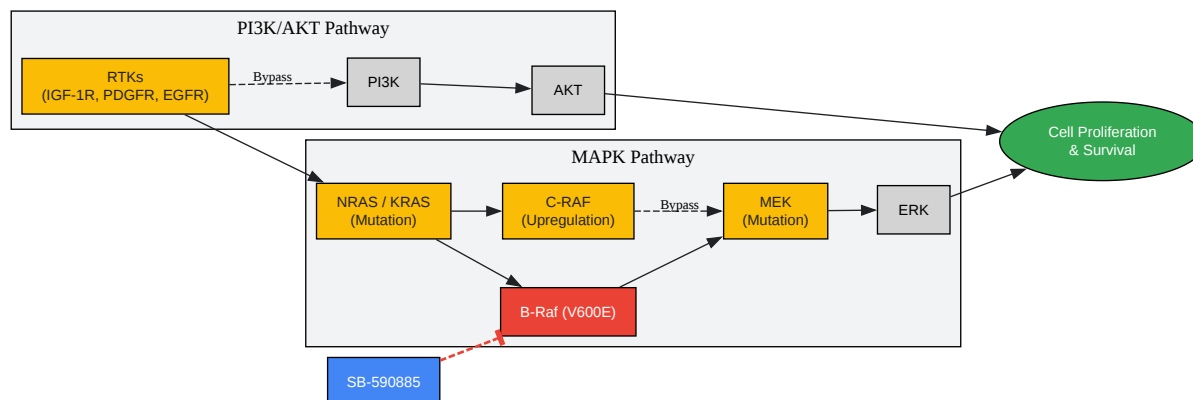 PI3K/AKT Pathway
RTKs
(IGF-1R, PDGFR, EGFR)
Bypass
PI3K
AKT
Cell Proliferation
& Survival
MAPK Pathway
NRAS / KRAS
(Mutation)
C-RAF
(Upregulation)
Bypass
MEK
(Mutation)
ERK
B-Raf (V600E)
SB-590885